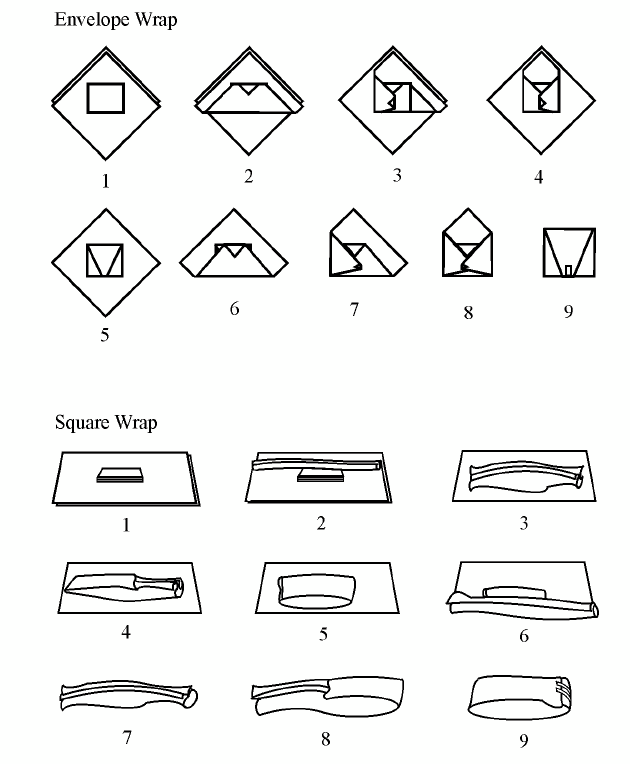 Envelope Wrap
1 2 3 4
5 6 7 8 9
Square Wrap
1 2 3
4 5 6
7 8 9